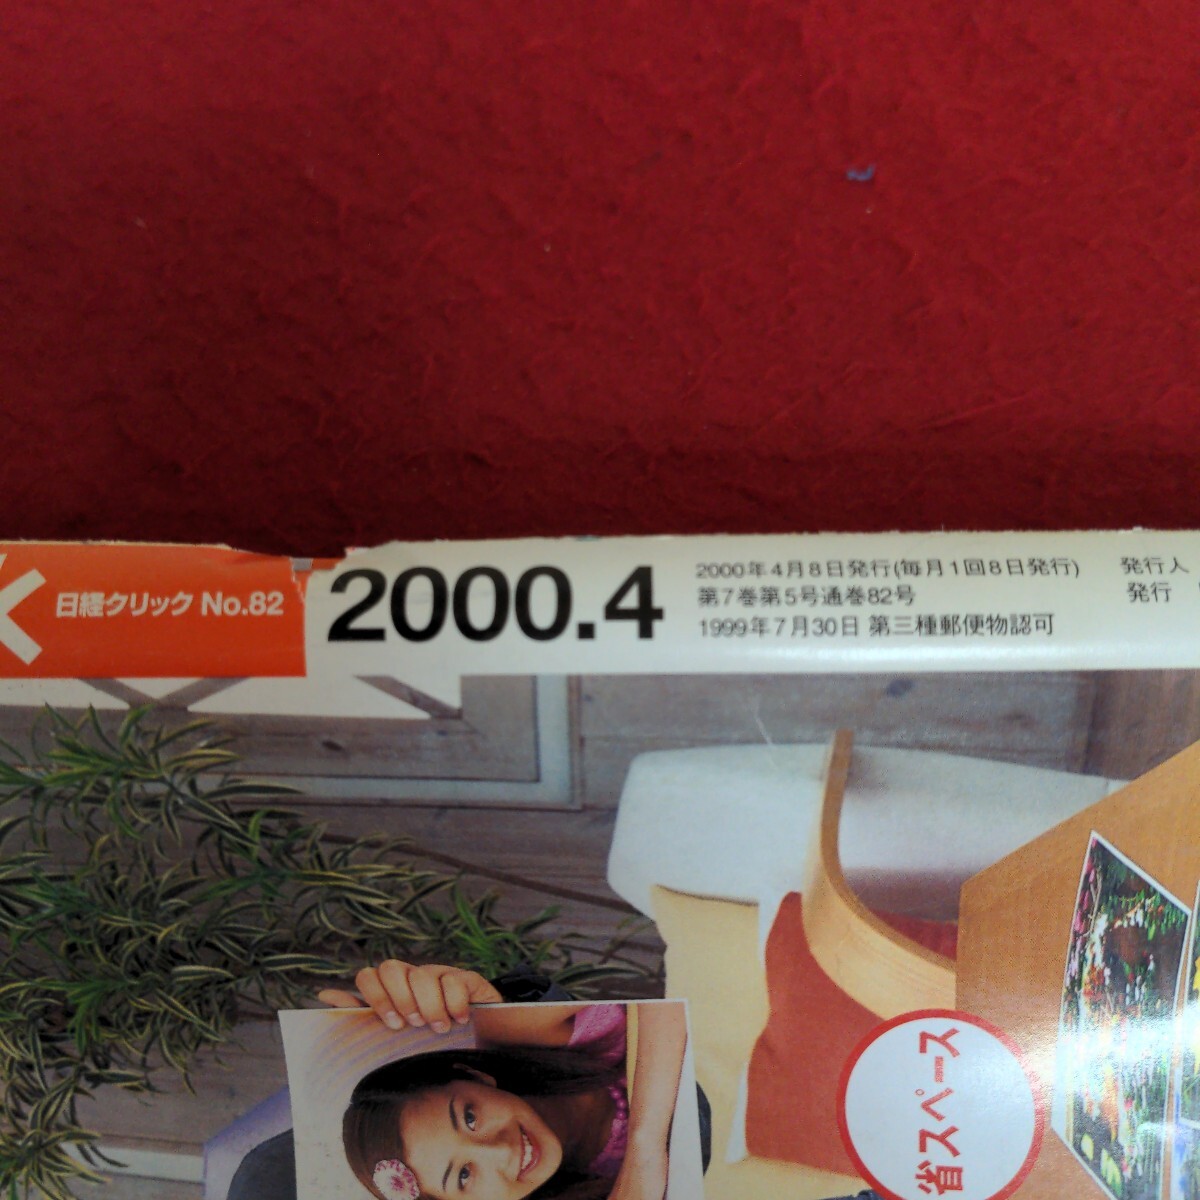 日経クリック No.82
2000.4
2000年4月8日発行(毎月1回8日発行)
第7巻第5号通巻82号
1999年7月30日 第三種郵便物認可
発行人
発行
省スペース